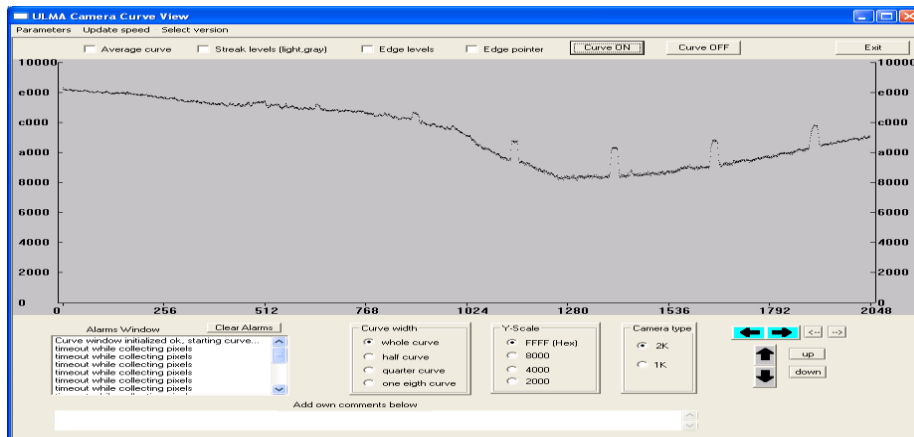 ULMA Camera Curve View
Parameters Update speed Select version
Average curve Streak levels (light,gray) Edge levels Edge pointer Curve ON Curve OFF Exit
10000 10000
e000 e000
c000 c000
a000 a000
8000 8000
6000 6000
4000 4000
2000 2000
0 0
0 256 512 768 1024 1280 1536 1792 2048
Alarms Window Clear Alarms
Curve window initialized ok, starting curve...
timeout while collecting pixels
timeout while collecting pixels
timeout while collecting pixels
timeout while collecting pixels
timeout while collecting pixels
timeout while collecting pixels
Curve width
whole curve
half curve
quarter curve
one eigth curve
Y-Scale
FFFF (Hex)
8000
4000
2000
Camera type
2K
1K
<-- -->
up
down
Add own comments below